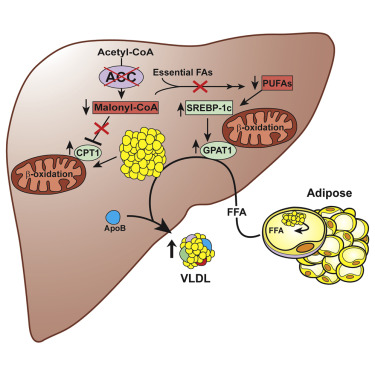 Acetyl-CoA
ACC
Essential FAs
PUFAs
Malonyl-CoA
SREBP-1c
β-oxidation
CPT1
GPAT1
β-oxidation
Adipose
FFA
FFA
ApoB
VLDL